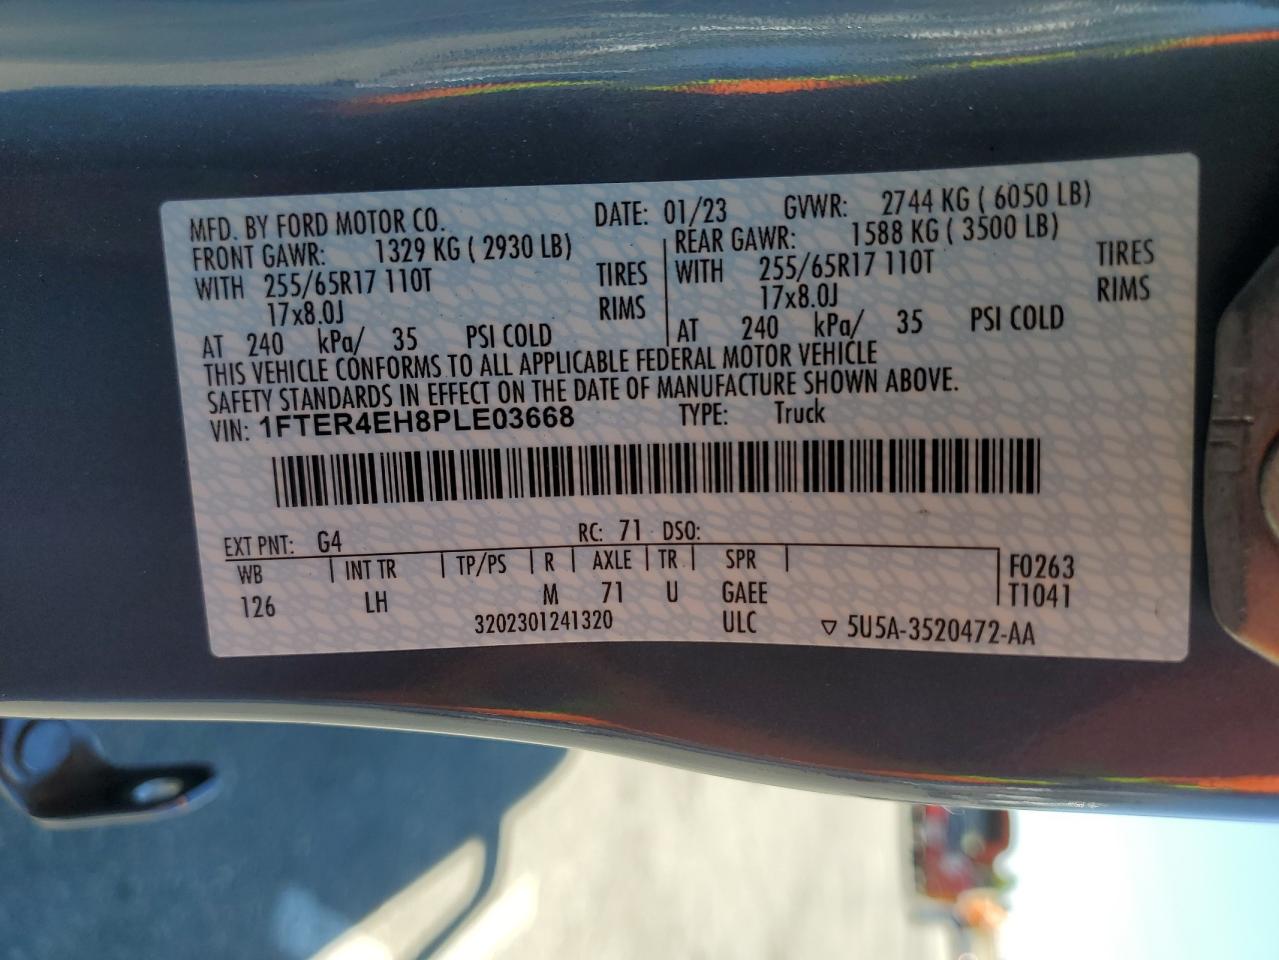 MFD. BY FORD MOTOR CO. DATE: 01/23 GVWR: 2744 KG ( 6050 LB)
FRONT GAWR: 1329 KG ( 2930 LB) REAR GAWR: 1588 KG ( 3500 LB)
WITH 255/65R17 110T TIRES WITH 255/65R17 110T TIRES
17x8.0J RIMS 17x8.0J RIMS
AT 240 kPa/ 35 PSI COLD AT 240 kPa/ 35 PSI COLD
THIS VEHICLE CONFORMS TO ALL APPLICABLE FEDERAL MOTOR VEHICLE
SAFETY STANDARDS IN EFFECT ON THE DATE OF MANUFACTURE SHOWN ABOVE.
VIN: 1FTER4EH8PLE03668 TYPE: Truck
EXT PNT: G4 RC: 71 DSO:
WB INT TR TP/PS R AXLE TR SPR F0263
126 LH M 71 U GAEE T1041
3202301241320 ULC ▽ 5U5A-3520472-AA